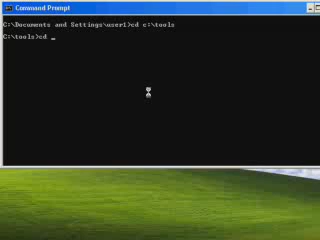 Command Prompt
C:\Documents and Settings\user1>cd c:\tools
C:\tools>cd _